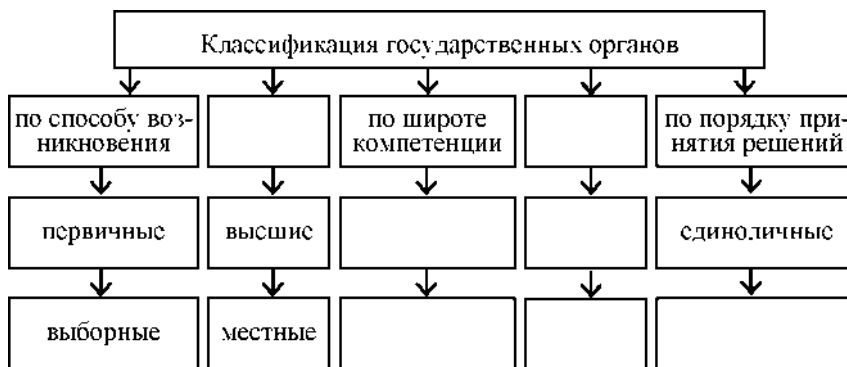 Классификация государственных органов
по способу воз-
никновения
по широте
компетенции
по порядку при-
нятия решений
первичные
высшие
единоличные
выборные
местные